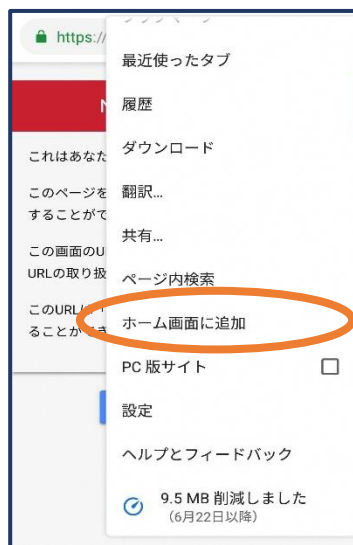 https://
最近使ったタブ
履歴
ダウンロード
翻訳...
共有...
ページ内検索
ホーム画面に追加
PC 版サイト
設定
ヘルプとフィードバック
9.5 MB 削減しました
(6月22日以降)
N
これはあなた
このページを
することがで
この画面のU
URLの取り扱
このURL
ることが